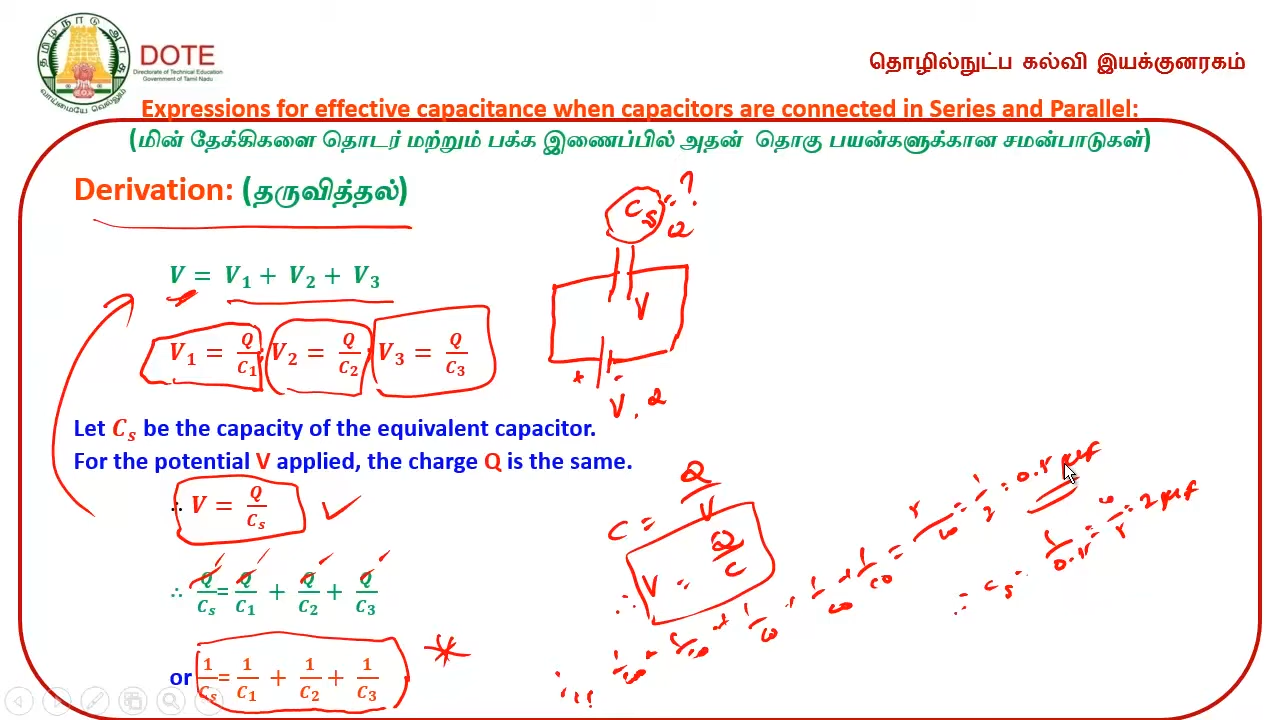 தமிழ்நாடு அரசு
வாய்மையே வெல்லும்
DOTE
Directorate of Technical Education
Government of Tamil Nadu
தொழில்நுட்ப கல்வி இயக்குனரகம்
Expressions for effective capacitance when capacitors are connected in Series and Parallel:
(மின் தேக்கிகளை தொடர் மற்றும் பக்க இணைப்பில் அதன் தொகு பயன்களுக்கான சமன்பாடுகள்)
Derivation: (தருவித்தல்)
V = V₁ + V₂ + V₃
V₁ = Q/C₁; V₂ = Q/C₂; V₃ = Q/C₃
Let Cₛ be the capacity of the equivalent capacitor.
For the potential V applied, the charge Q is the same.
∴ V = Q/Cₛ
∴ Q/Cₛ = Q/C₁ + Q/C₂ + Q/C₃
or 1/Cₛ = 1/C₁ + 1/C₂ + 1/C₃
Cₛ = ?
Q
V
+ -
V, Q
C = Q/V
∴ V = Q/C